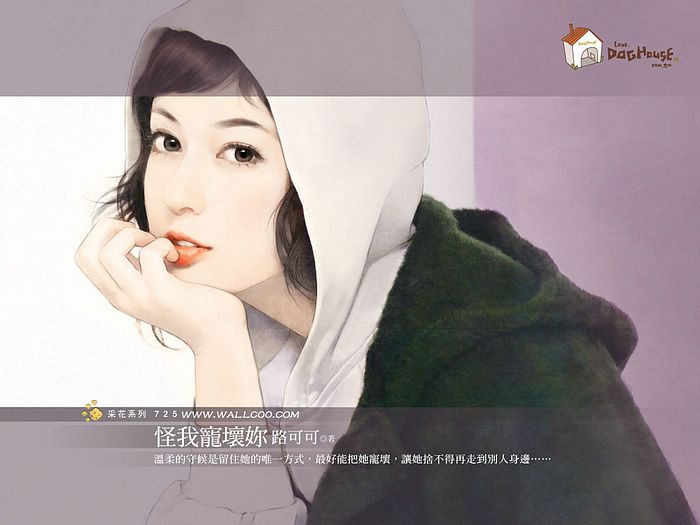 Love
DOGHOUSE
采花系列 725 WWW.WALLCOO.COM
怪我寵壞妳 路可可◎著
溫柔的守候是留住她的唯一方式，最好能把她寵壞，讓她捨不得再走到別人身邊……